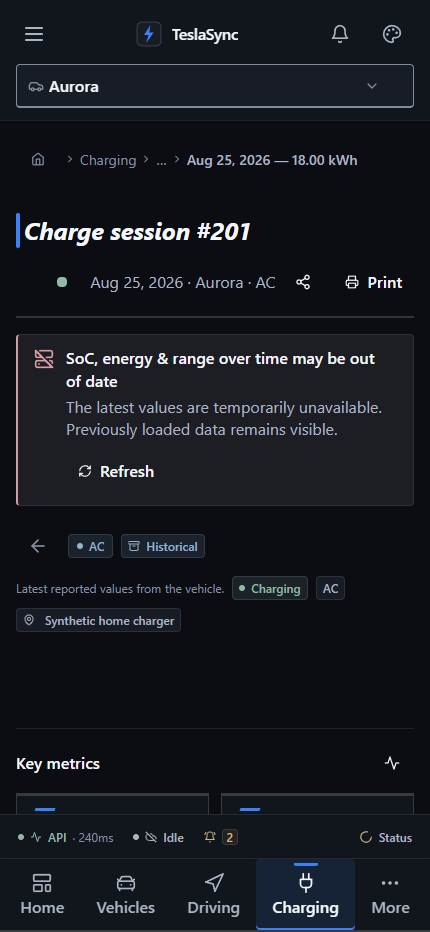 TeslaSync
Aurora
Charging
...
Aug 25, 2026 — 18.00 kWh
Charge session #201
Aug 25, 2026 · Aurora · AC
Print
SoC, energy & range over time may be out
of date
The latest values are temporarily unavailable.
Previously loaded data remains visible.
Refresh
AC
Historical
Latest reported values from the vehicle.
Charging
AC
Synthetic home charger
Key metrics
API · 240ms
Idle
2
Status
Home
Vehicles
Driving
Charging
More